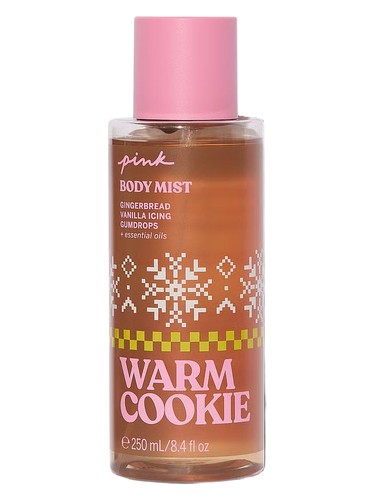 pink
BODY MIST
GINGERBREAD
VANILLA ICING
GUMDROPS
+ essential oils
WARM
COOKIE
℮ 250 mL/8.4 fl oz